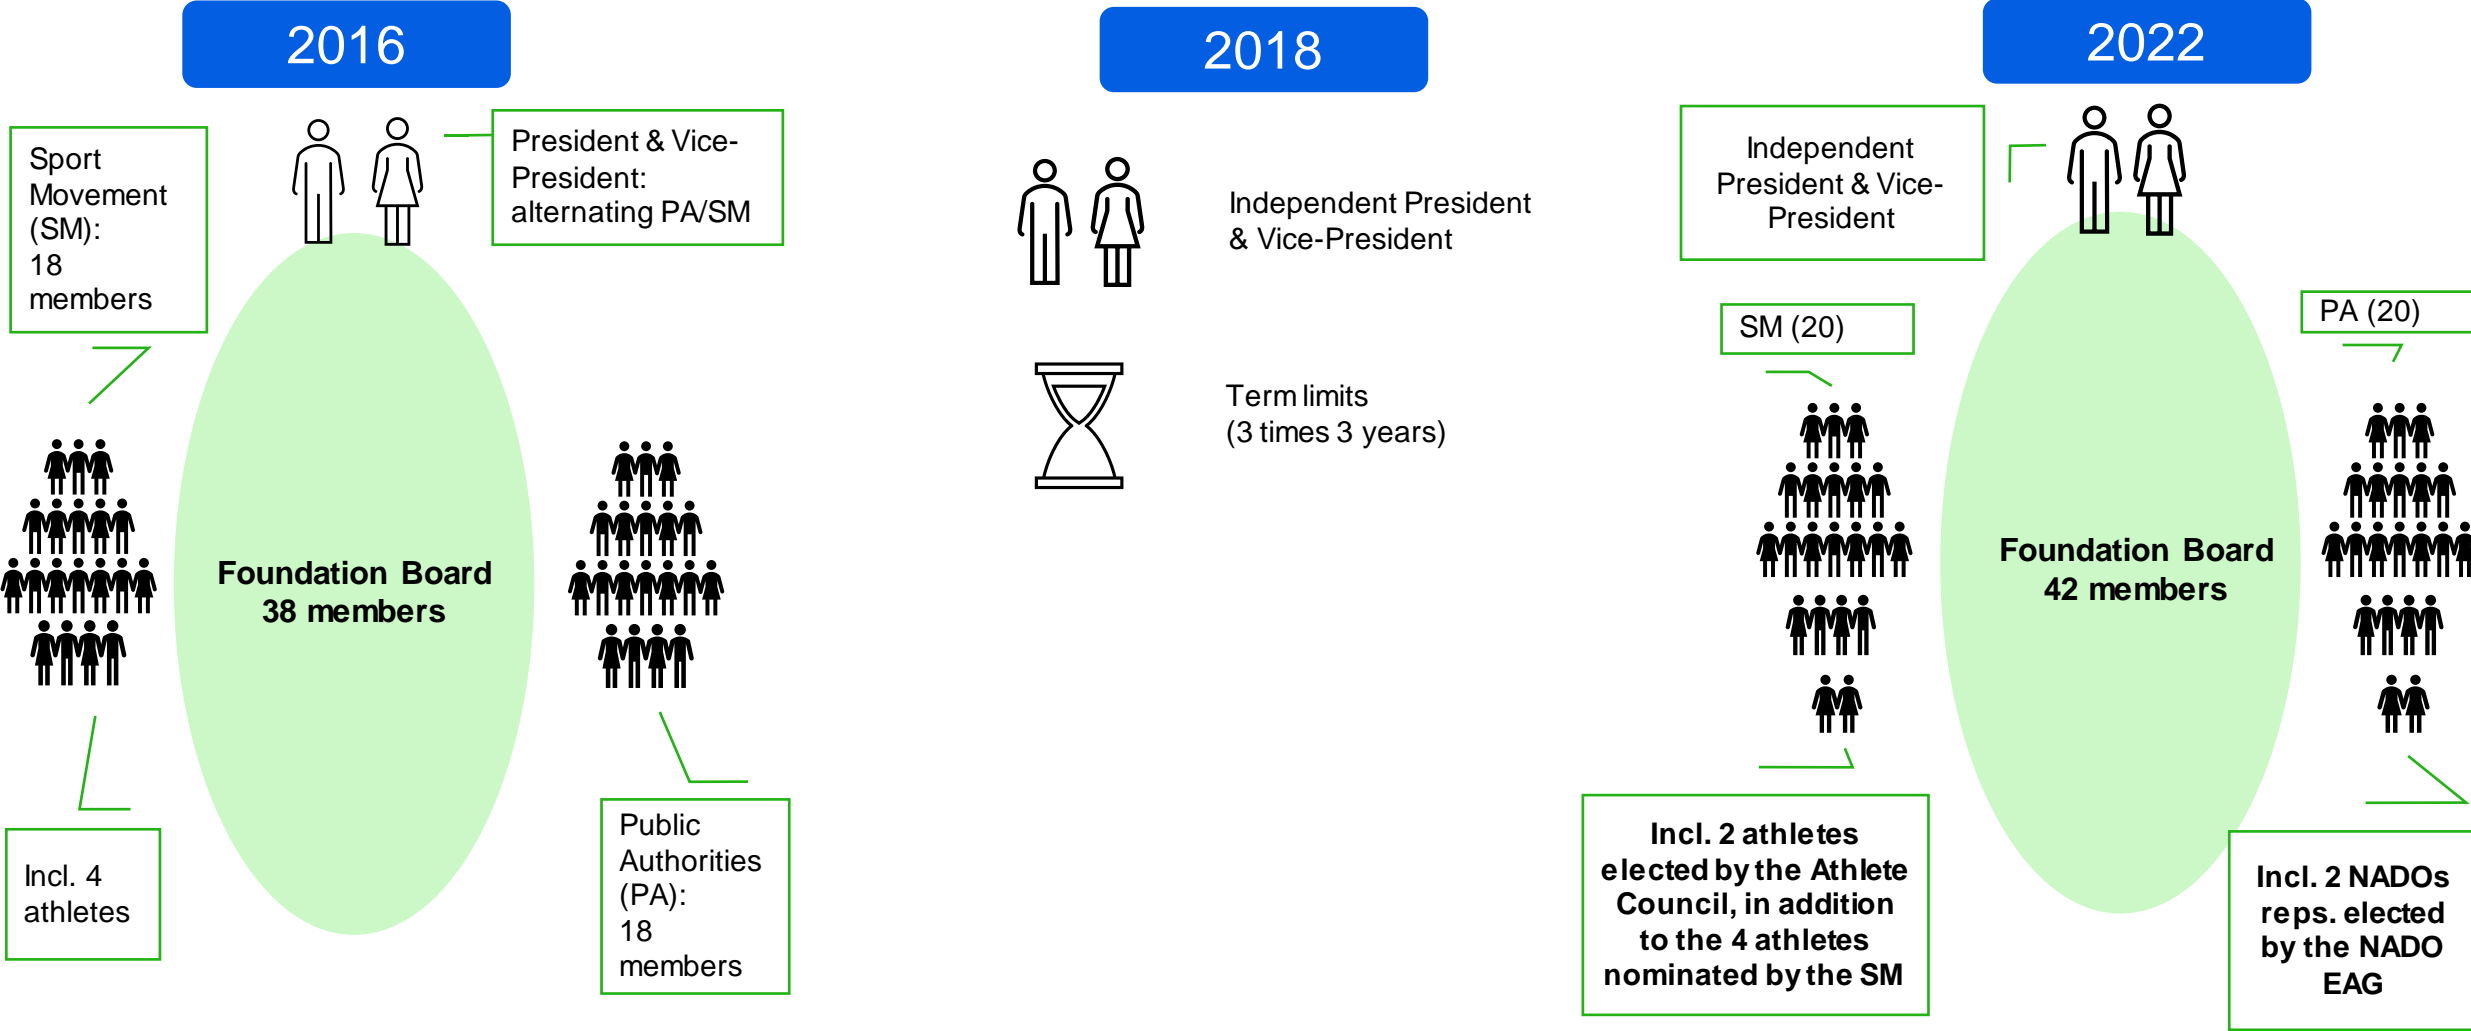 2016
Sport
Movement
(SM):
18
members
President & Vice-
President:
alternating PA/SM
Foundation Board
38 members
Incl. 4
athletes
Public
Authorities
(PA):
18
members
2018
Independent President
& Vice-President
Term limits
(3 times 3 years)
2022
Independent
President & Vice-
President
SM (20)
PA (20)
Foundation Board
42 members
Incl. 2 athletes
elected by the Athlete
Council, in addition
to the 4 athletes
nominated by the SM
Incl. 2 NADOs
reps. elected
by the NADO
EAG